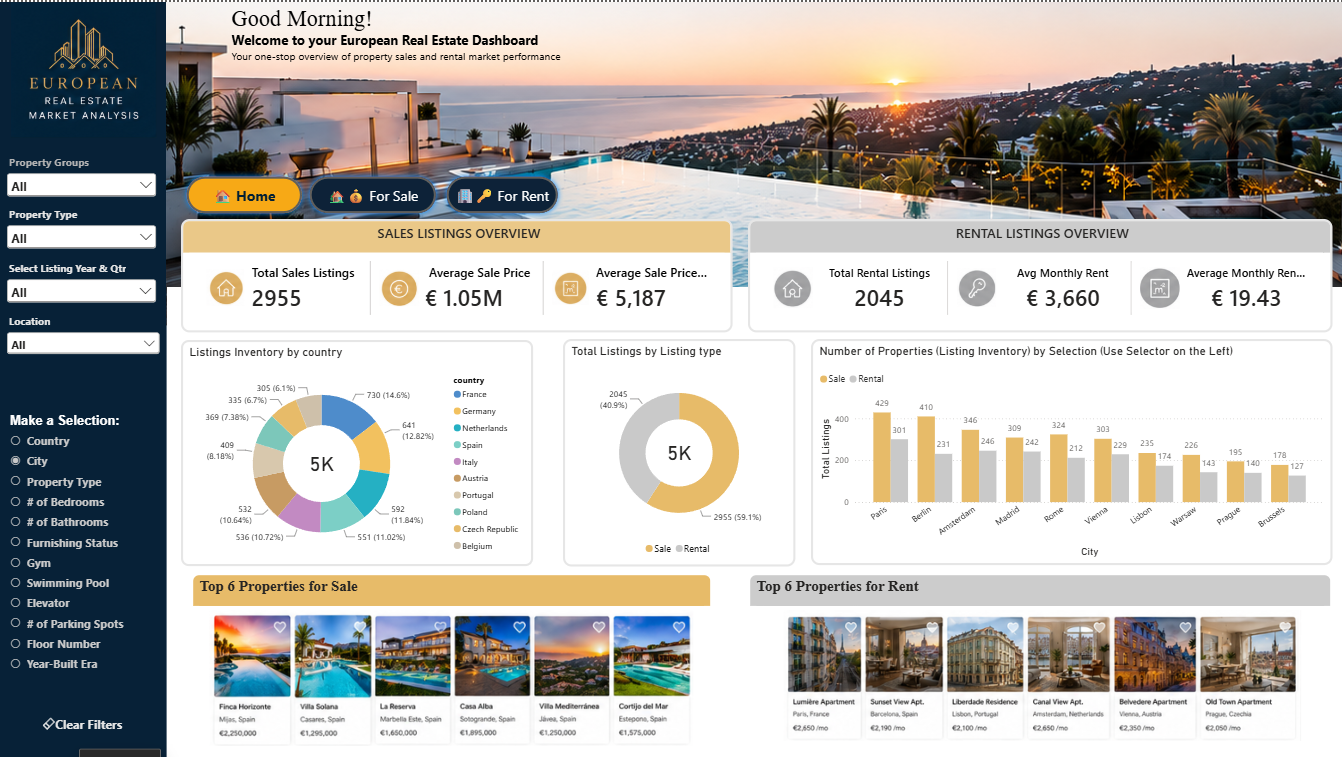 EUROPEAN
REAL ESTATE
MARKET ANALYSIS
Property Groups
All
Property Type
All
Select Listing Year & Qtr
All
Location
All
Make a Selection:
Country
City
Property Type
# of Bedrooms
# of Bathrooms
Furnishing Status
Gym
Swimming Pool
Elevator
# of Parking Spots
Floor Number
Year-Built Era
Clear Filters
Good Morning!
Welcome to your European Real Estate Dashboard
Your one-stop overview of property sales and rental market performance
Home
For Sale
For Rent
SALES LISTINGS OVERVIEW
Total Sales Listings
2955
Average Sale Price
€ 1.05M
Average Sale Price...
€ 5,187
RENTAL LISTINGS OVERVIEW
Total Rental Listings
2045
Avg Monthly Rent
€ 3,660
Average Monthly Ren...
€ 19.43
Listings Inventory by country
730 (14.6%)
641
(12.82%)
592
(11.84%)
551 (11.02%)
536 (10.72%)
532
(10.64%)
409
(8.18%)
369 (7.38%)
335 (6.7%)
305 (6.1%)
5K
country
France
Germany
Netherlands
Spain
Italy
Austria
Portugal
Poland
Czech Republic
Belgium
Total Listings by Listing type
2045
(40.9%)
5K
2955 (59.1%)
Sale
Rental
Number of Properties (Listing Inventory) by Selection (Use Selector on the Left)
Sale
Rental
Total Listings
400
200
0
429
301
410
231
346
246
309
242
324
212
303
229
235
174
226
143
195
140
178
127
Paris
Berlin
Amsterdam
Madrid
Rome
Vienna
Lisbon
Warsaw
Prague
Brussels
City
Top 6 Properties for Sale
Finca Horizonte
Mijas, Spain
€2,250,000
Villa Solana
Casares, Spain
€1,295,000
La Reserva
Marbella Este, Spain
€1,650,000
Casa Alba
Sotogrande, Spain
€1,895,000
Villa Mediterránea
Jávea, Spain
€1,250,000
Cortijo del Mar
Estepona, Spain
€1,575,000
Top 6 Properties for Rent
Lumière Apartment
Paris, France
€2,650 /mo
Sunset View Apt.
Barcelona, Spain
€2,190 /mo
Liberdade Residence
Lisbon, Portugal
€2,100 /mo
Canal View Apt.
Amsterdam, Netherlands
€2,650 /mo
Belvedere Apartment
Vienna, Austria
€2,350 /mo
Old Town Apartment
Prague, Czechia
€2,050 /mo